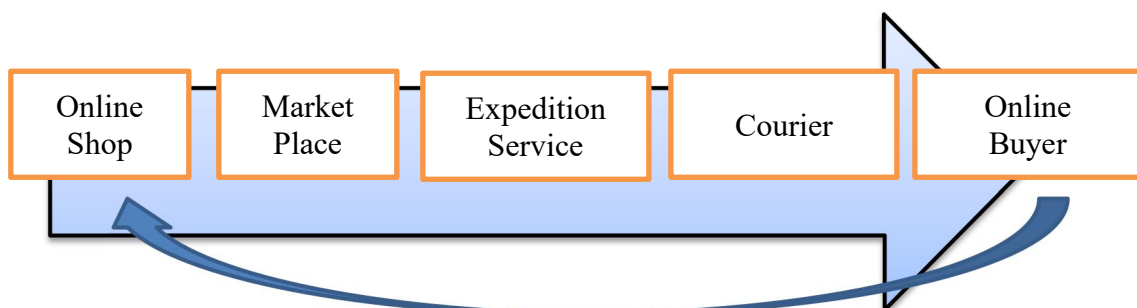 Online
Shop
Market
Place
Expedition
Service
Courier
Online
Buyer